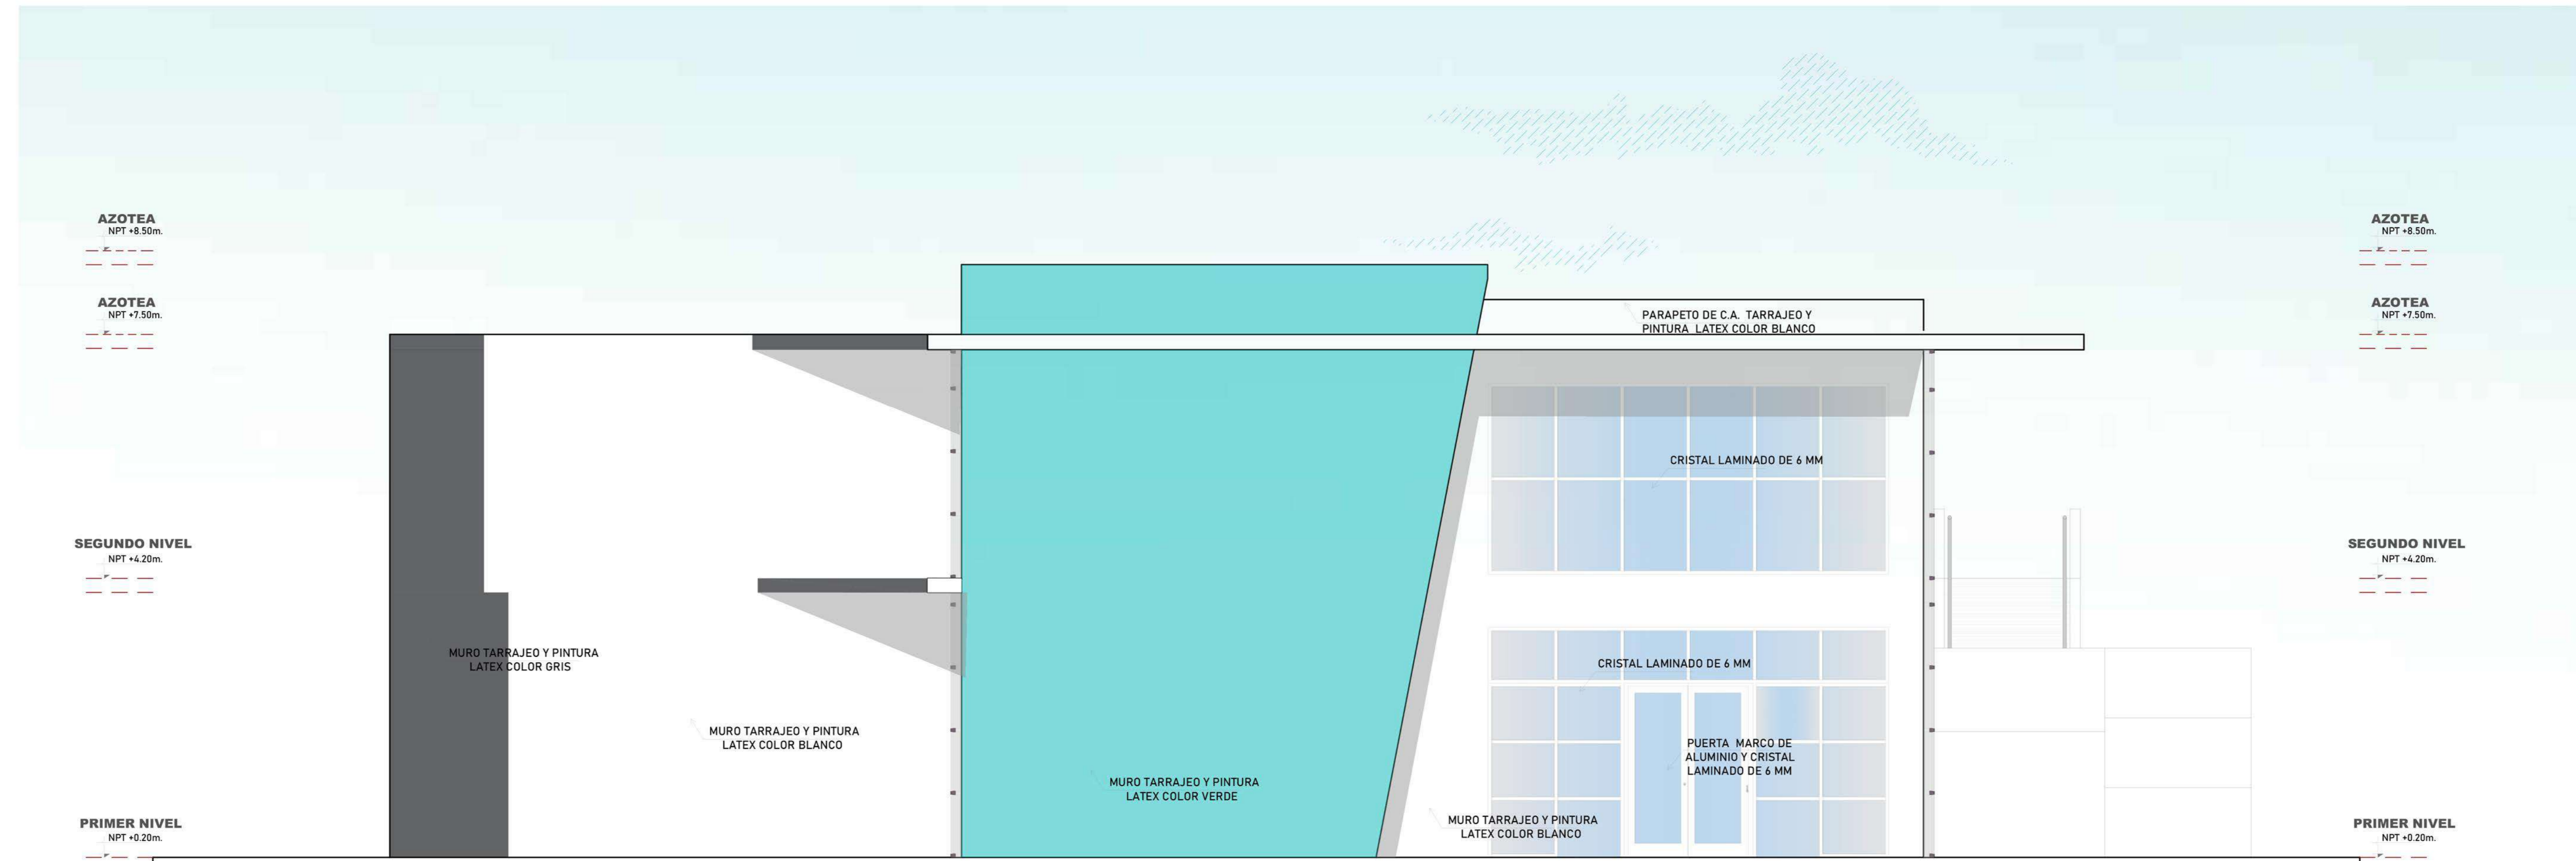 AZOTEA
NPT +8.50m.
AZOTEA
NPT +8.50m.
AZOTEA
NPT +7.50m.
AZOTEA
NPT +7.50m.
PARAPETO DE C.A. TARRAJEO Y
PINTURA LATEX COLOR BLANCO
CRISTAL LAMINADO DE 6 MM
SEGUNDO NIVEL
NPT +4.20m.
SEGUNDO NIVEL
NPT +4.20m.
MURO TARRAJEO Y PINTURA
LATEX COLOR GRIS
CRISTAL LAMINADO DE 6 MM
MURO TARRAJEO Y PINTURA
LATEX COLOR BLANCO
PUERTA MARCO DE
ALUMINIO Y CRISTAL
LAMINADO DE 6 MM
MURO TARRAJEO Y PINTURA
LATEX COLOR VERDE
MURO TARRAJEO Y PINTURA
LATEX COLOR BLANCO
PRIMER NIVEL
NPT +0.20m.
PRIMER NIVEL
NPT +0.20m.